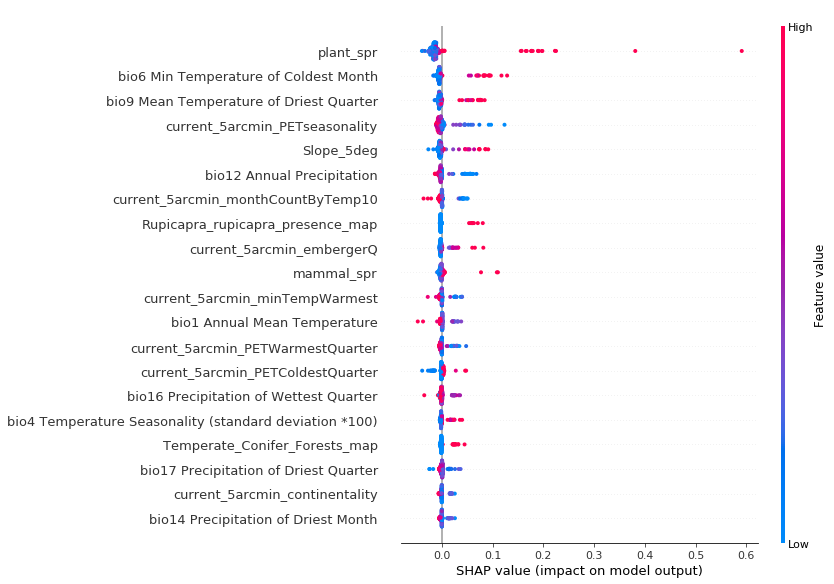 High
plant_spr
bio6 Min Temperature of Coldest Month
bio9 Mean Temperature of Driest Quarter
current_5arcmin_PETseasonality
Slope_5deg
bio12 Annual Precipitation
current_5arcmin_monthCountByTemp10
Rupicapra_rupicapra_presence_map
current_5arcmin_embergerQ
mammal_spr
current_5arcmin_minTempWarmest
bio1 Annual Mean Temperature
current_5arcmin_PETWarmestQuarter
current_5arcmin_PETColdestQuarter
bio16 Precipitation of Wettest Quarter
bio4 Temperature Seasonality (standard deviation *100)
Temperate_Conifer_Forests_map
bio17 Precipitation of Driest Quarter
current_5arcmin_continentality
bio14 Precipitation of Driest Month
Feature value
Low
0.0 0.1 0.2 0.3 0.4 0.5 0.6
SHAP value (impact on model output)